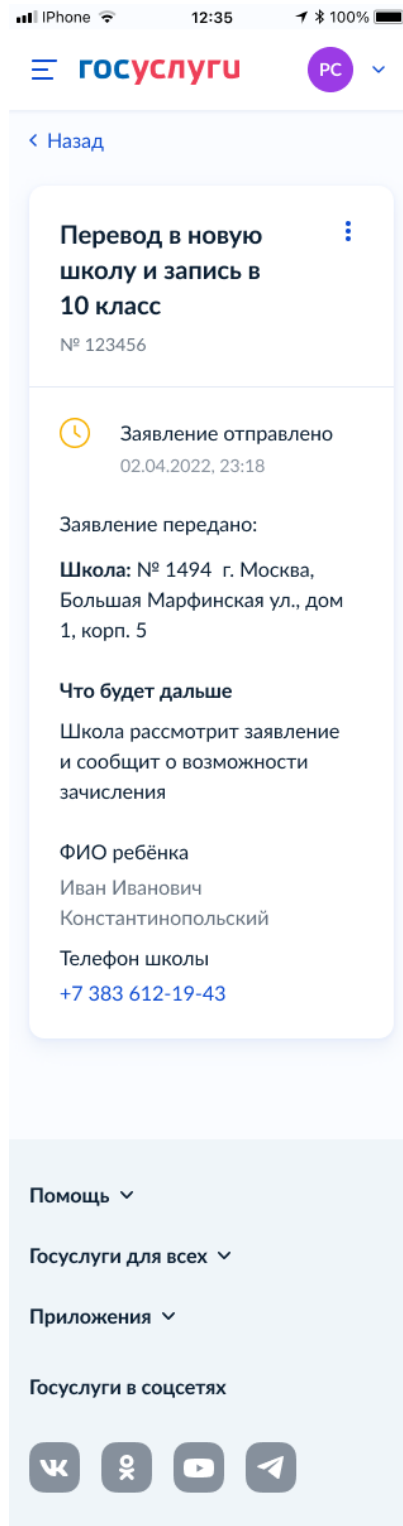 IPhone 12:35 100%
госуслуги РС
Назад
Перевод в новую
школу и запись в
10 класс
№ 123456
Заявление отправлено
02.04.2022, 23:18
Заявление передано:
Школа: № 1494 г. Москва,
Большая Марфинская ул., дом
1, корп. 5
Что будет дальше
Школа рассмотрит заявление
и сообщит о возможности
зачисления
ФИО ребёнка
Иван Иванович
Константинопольский
Телефон школы
+7 383 612-19-43
Помощь
Госуслуги для всех
Приложения
Госуслуги в соцсетях